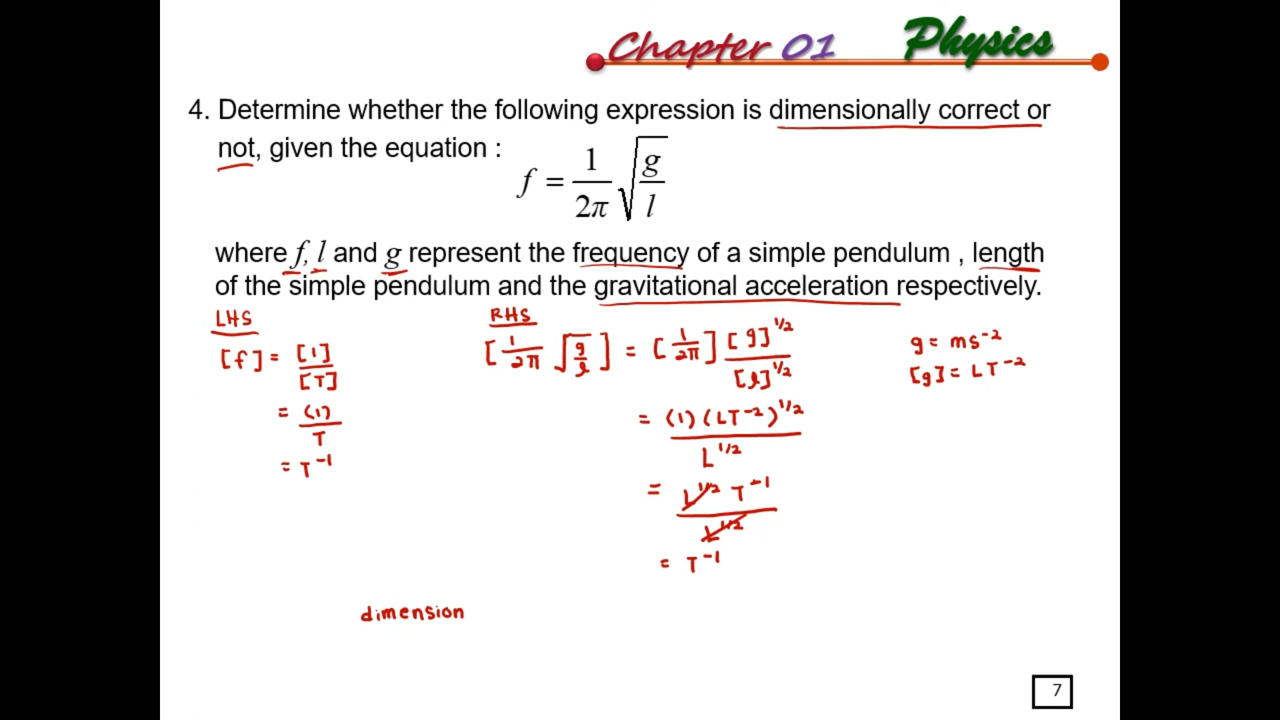 Chapter 01 Physics
4. Determine whether the following expression is dimensionally correct or
not, given the equation :
f = 1/2π √(g/l)
where f, l and g represent the frequency of a simple pendulum , length
of the simple pendulum and the gravitational acceleration respectively.
LHS
[f] = [1]/[T]
= (1)/T
= T⁻¹
RHS
[1/2π √(g/l)] = [1/2π] [g]^1/2 / [l]^1/2
= (1)(LT⁻²)^1/2 / L^1/2
= L^1/2 T⁻¹ / L^1/2
= T⁻¹
g = ms⁻²
[g] = LT⁻²
dimension
7